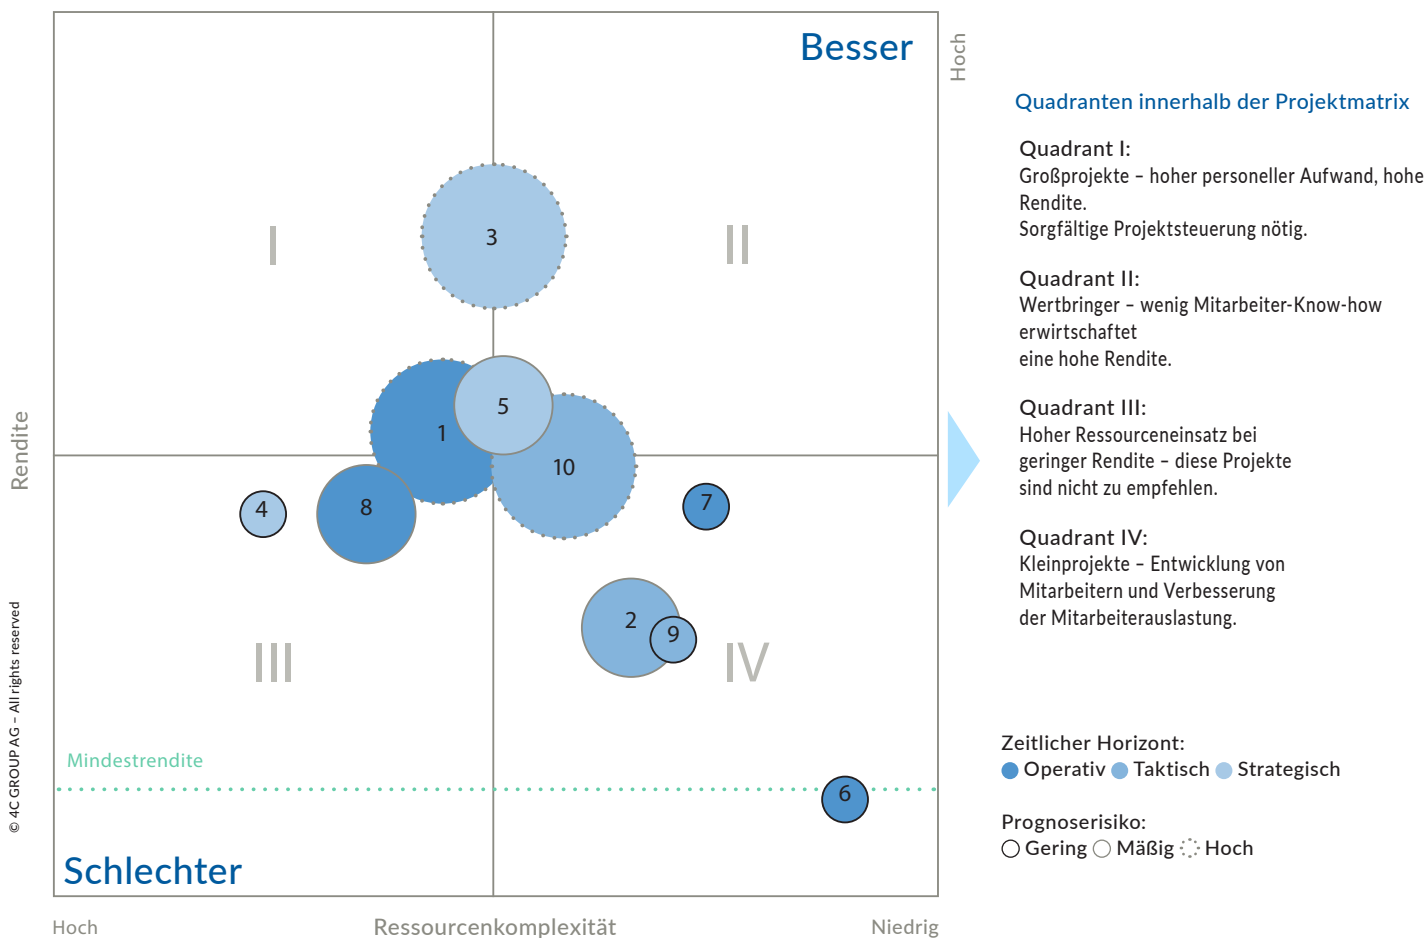 Besser
Hoch
I
II
3
5
1
10
4
8
7
2
9
III
IV
Mindestrendite
6
Schlechter
Rendite
© 4C GROUP AG – All rights reserved
Hoch
Ressourcenkomplexität
Niedrig
Quadranten innerhalb der Projektmatrix
Quadrant I:
Großprojekte – hoher personeller Aufwand, hohe
Rendite.
Sorgfältige Projektsteuerung nötig.
Quadrant II:
Wertbringer – wenig Mitarbeiter-Know-how
erwirtschaftet
eine hohe Rendite.
Quadrant III:
Hoher Ressourceneinsatz bei
geringer Rendite – diese Projekte
sind nicht zu empfehlen.
Quadrant IV:
Kleinprojekte – Entwicklung von
Mitarbeitern und Verbesserung
der Mitarbeiterauslastung.
Zeitlicher Horizont:
Operativ Taktisch Strategisch
Prognoserisiko:
Gering Mäßig Hoch